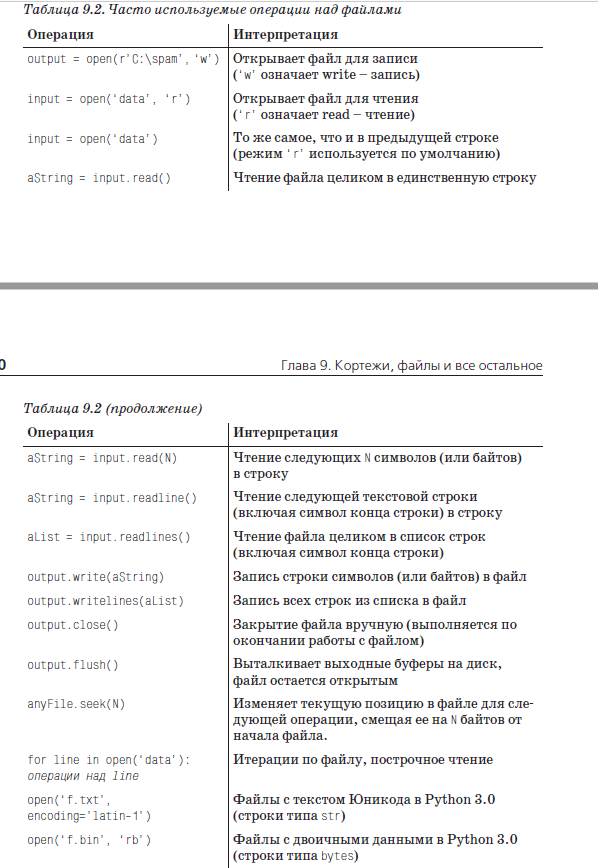 Таблица 9.2. Часто используемые операции над файлами
Операция Интерпретация
output = open(r‘C:\spam’, ‘w’) Открывает файл для записи
(‘w’ означает write – запись)
input = open(‘data’, ‘r’) Открывает файл для чтения
(‘r’ означает read – чтение)
input = open(‘data’) То же самое, что и в предыдущей строке
(режим ‘r’ используется по умолчанию)
aString = input.read() Чтение файла целиком в единственную строку
0 Глава 9. Кортежи, файлы и все остальное
Таблица 9.2 (продолжение)
Операция Интерпретация
aString = input.read(N) Чтение следующих N символов (или байтов)
в строку
aString = input.readline() Чтение следующей текстовой строки
(включая символ конца строки) в строку
aList = input.readlines() Чтение файла целиком в список строк
(включая символ конца строки)
output.write(aString) Запись строки символов (или байтов) в файл
output.writelines(aList) Запись всех строк из списка в файл
output.close() Закрытие файла вручную (выполняется по
окончании работы с файлом)
output.flush() Выталкивает выходные буферы на диск,
файл остается открытым
anyFile.seek(N) Изменяет текущую позицию в файле для сле-
дующей операции, смещая ее на N байтов от
начала файла.
for line in open(‘data’): Итерации по файлу, построчное чтение
операции над line
open(‘f.txt’, Файлы с текстом Юникода в Python 3.0
encoding=’latin-1’) (строки типа str)
open(‘f.bin’, ‘rb’) Файлы с двоичными данными в Python 3.0
(строки типа bytes)